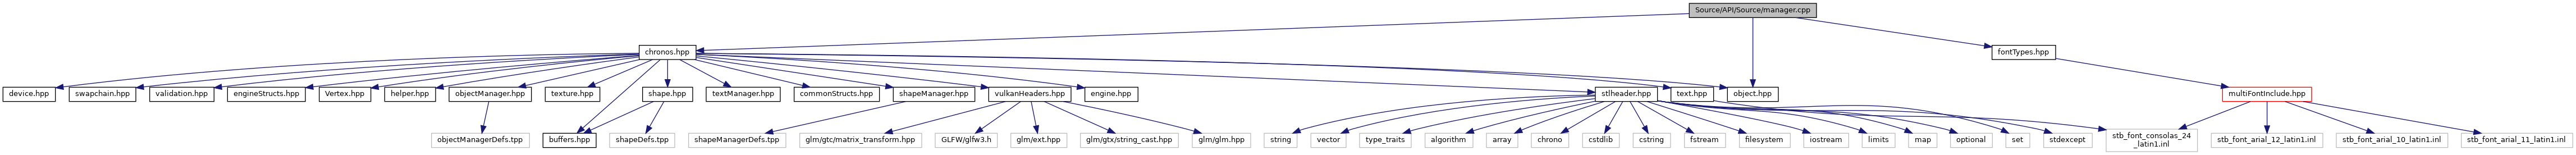 Source/API/Source/manager.cpp
chronos.hpp
fontTypes.hpp
device.hpp
swapchain.hpp
validation.hpp
engineStructs.hpp
Vertex.hpp
helper.hpp
objectManager.hpp
texture.hpp
shape.hpp
textManager.hpp
commonStructs.hpp
shapeManager.hpp
vulkanHeaders.hpp
engine.hpp
stlheader.hpp
text.hpp
object.hpp
multiFontInclude.hpp
objectManagerDefs.tpp
buffers.hpp
shapeDefs.tpp
shapeManagerDefs.tpp
glm/gtc/matrix_transform.hpp
GLFW/glfw3.h
glm/ext.hpp
glm/gtx/string_cast.hpp
glm/glm.hpp
string
vector
type_traits
algorithm
array
chrono
cstdlib
cstring
fstream
filesystem
iostream
limits
map
optional
set
stdexcept
stb_font_consolas_24
_latin1.inl
stb_font_arial_12_latin1.inl
stb_font_arial_10_latin1.inl
stb_font_arial_11_latin1.inl